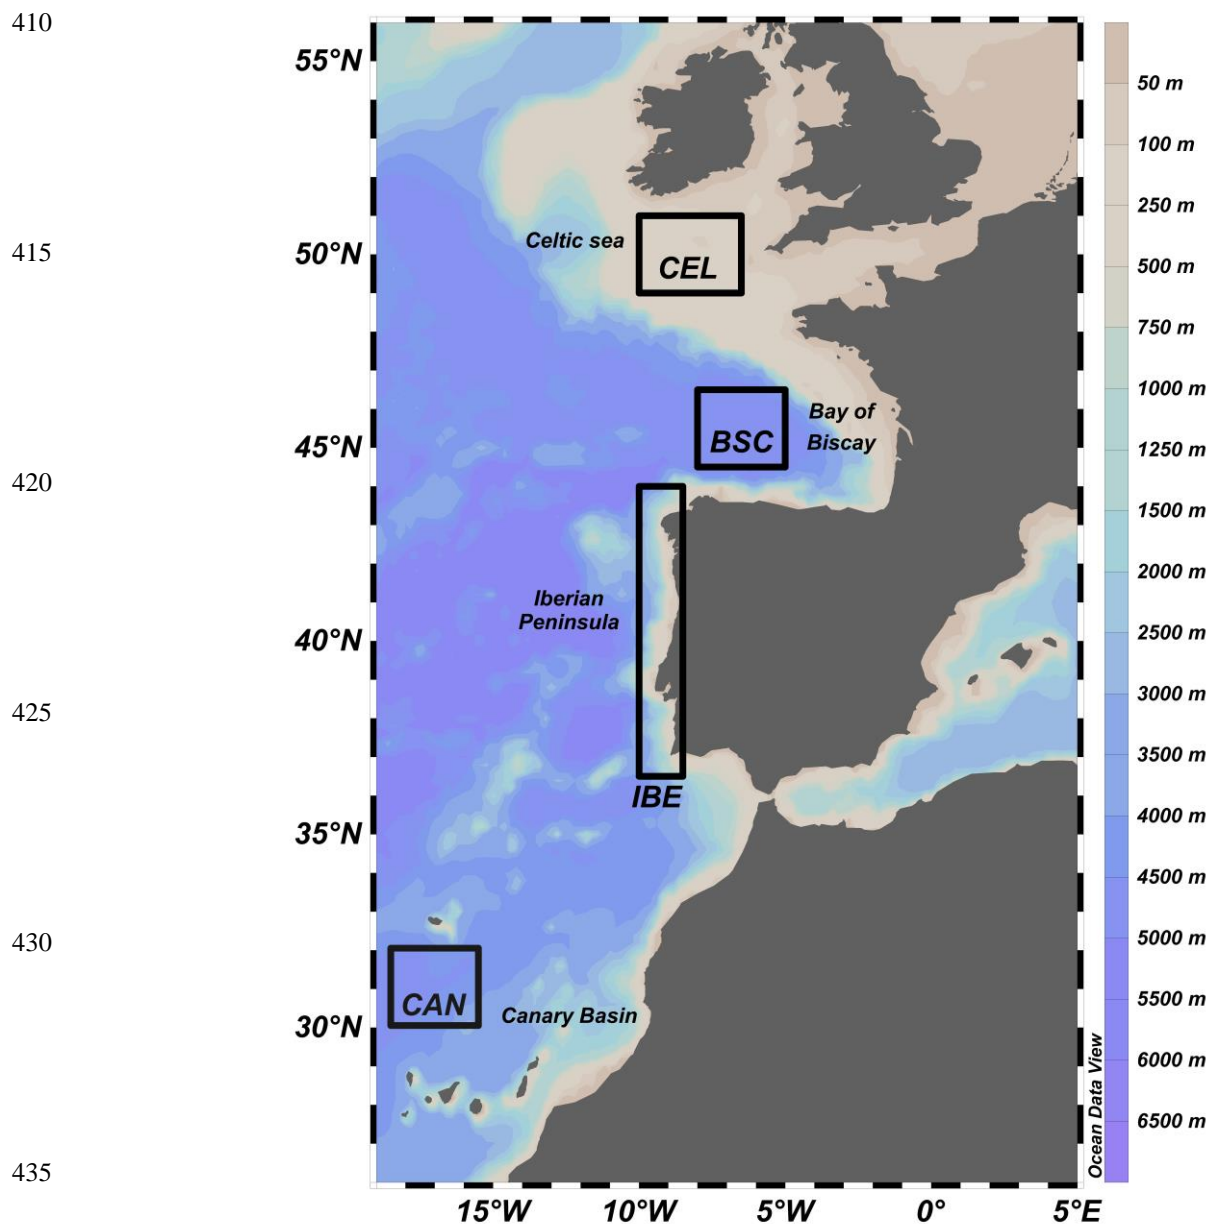 410
415
420
425
430
435
55°N
50°N
45°N
40°N
35°N
30°N
Celtic sea
CEL
BSC
Bay of
Biscay
Iberian
Peninsula
IBE
CAN
Canary Basin
15°W 10°W 5°W 0° 5°E
50 m
100 m
250 m
500 m
750 m
1000 m
1250 m
1500 m
2000 m
2500 m
3000 m
3500 m
4000 m
4500 m
5000 m
5500 m
6000 m
6500 m
Ocean Data View